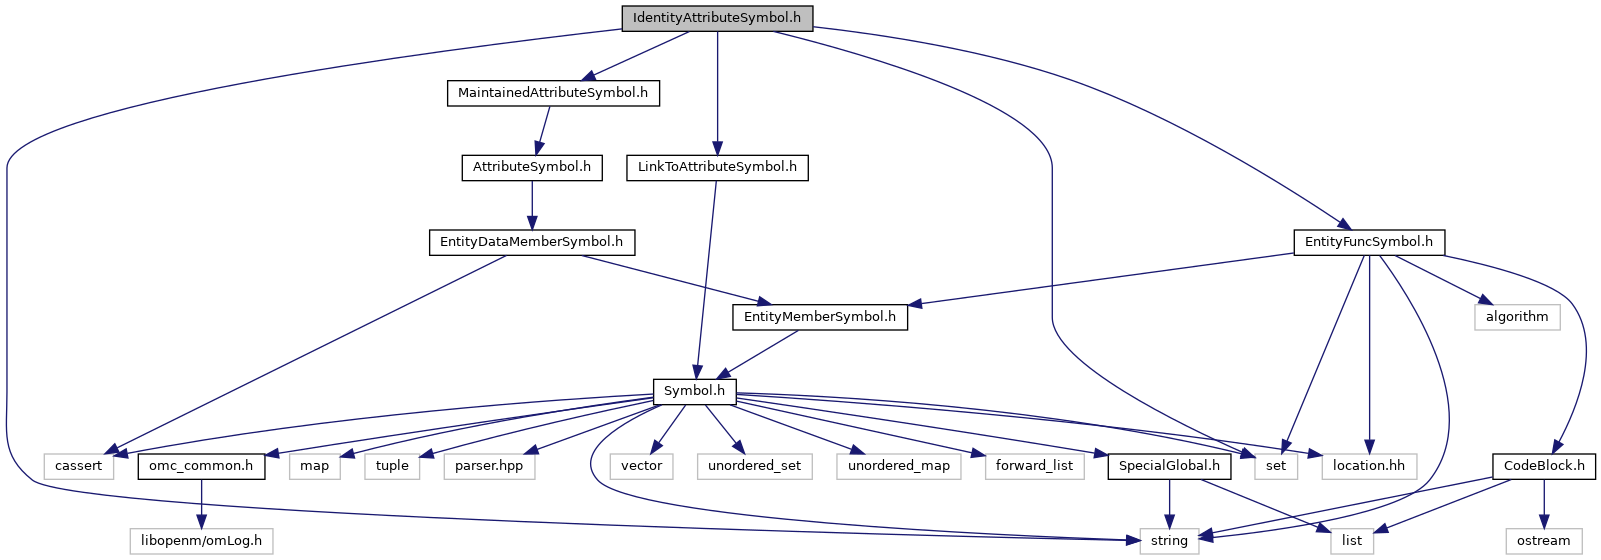 IdentityAttributeSymbol.h
MaintainedAttributeSymbol.h
AttributeSymbol.h
LinkToAttributeSymbol.h
EntityDataMemberSymbol.h
EntityFuncSymbol.h
EntityMemberSymbol.h
algorithm
Symbol.h
cassert
omc_common.h
map
tuple
parser.hpp
vector
unordered_set
unordered_map
forward_list
SpecialGlobal.h
set
location.hh
CodeBlock.h
libopenm/omLog.h
string
list
ostream